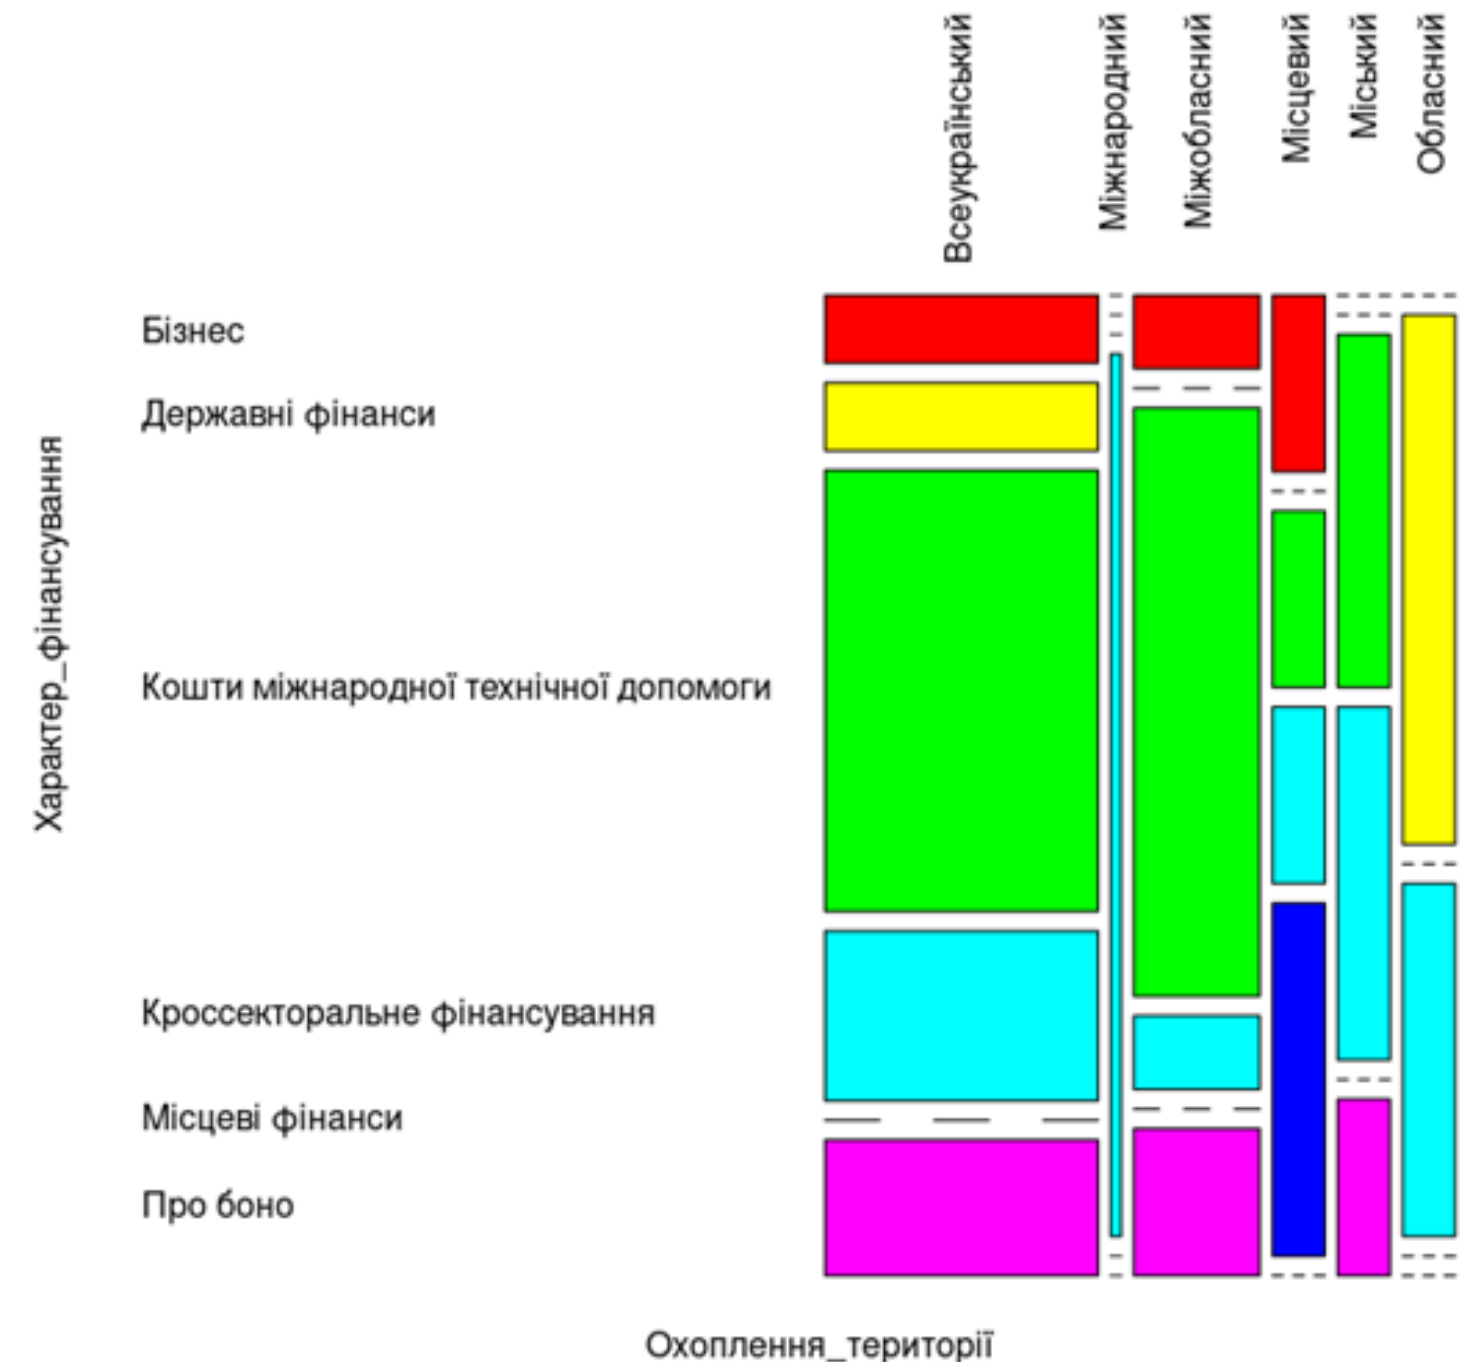 Всеукраїнський
Міжнародний
Міжобласний
Місцевий
Міський
Обласний
Характер_фінансування
Бізнес
Державні фінанси
Кошти міжнародної технічної допомоги
Кроссекторальне фінансування
Місцеві фінанси
Про боно
Охоплення_території